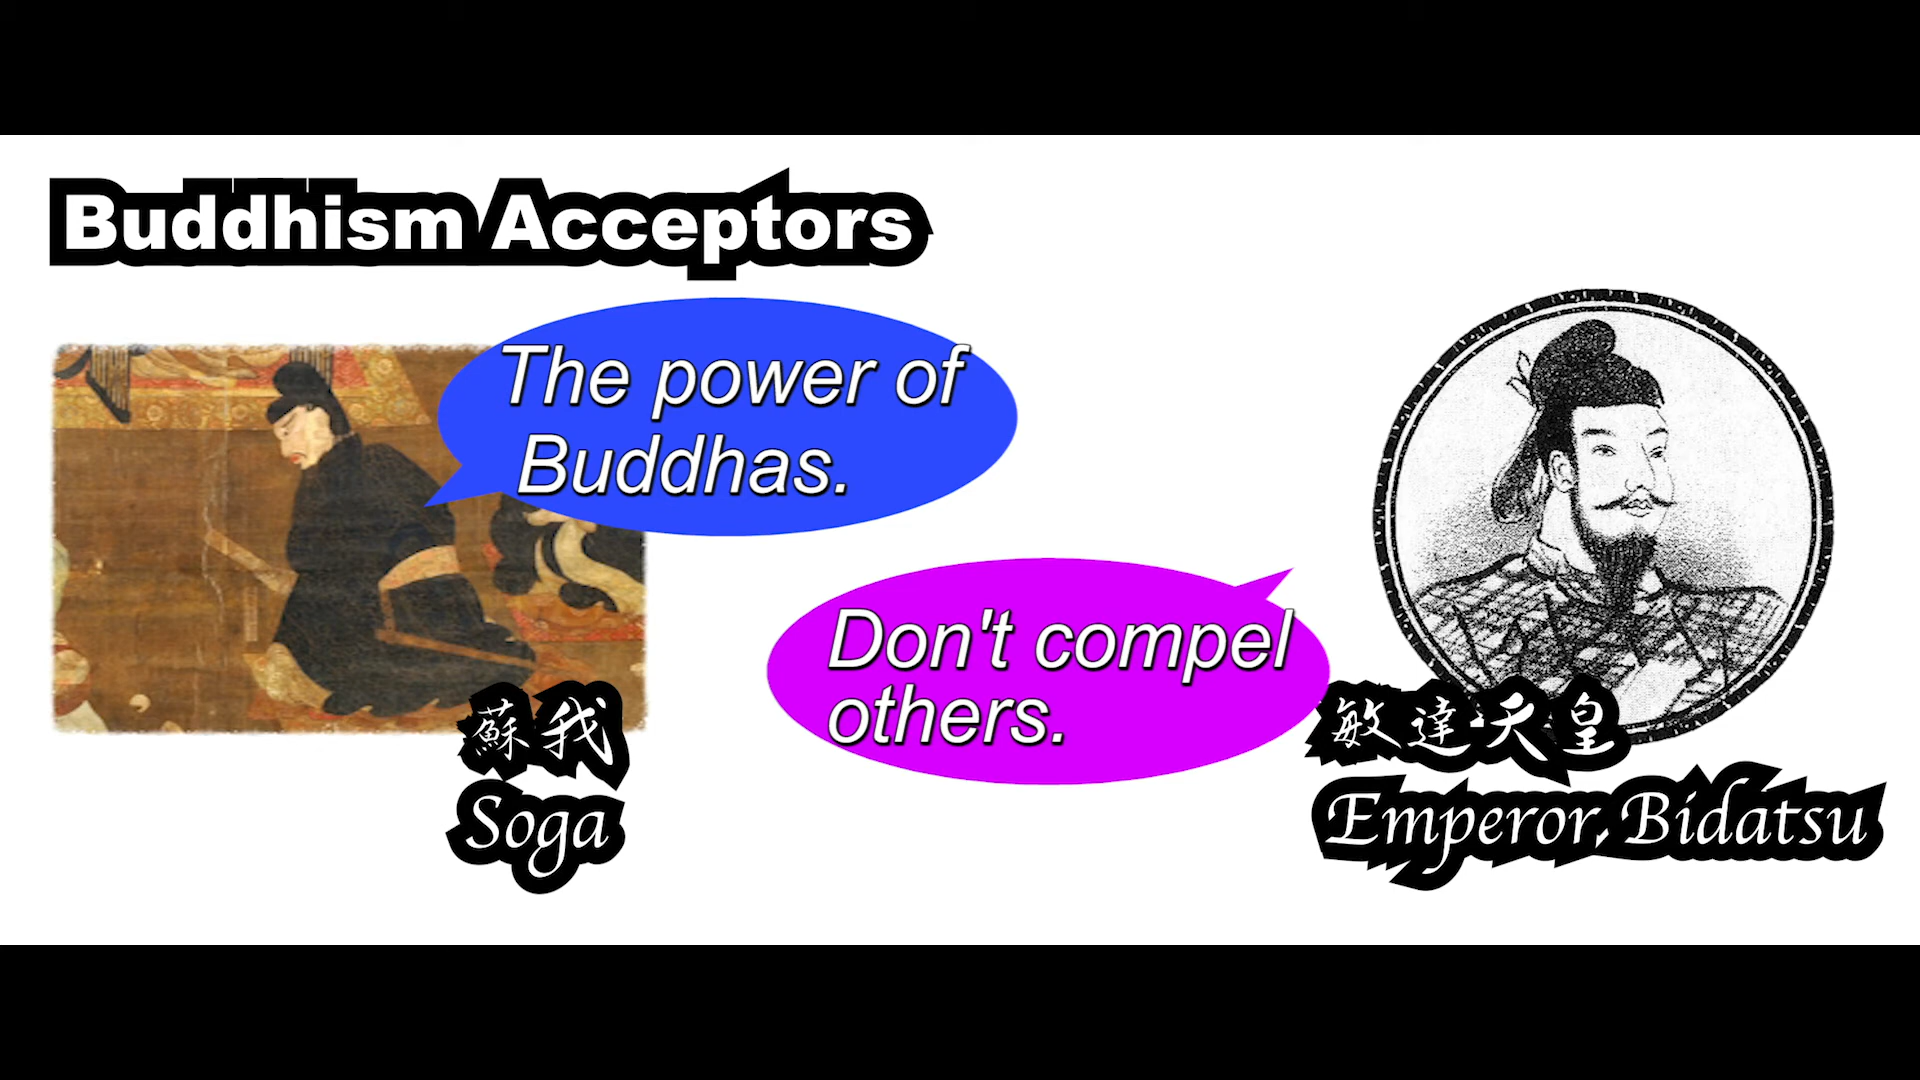 Buddhism Acceptors
The power of
Buddhas.
Don't compel
others.
蘇我
Soga
敏達天皇
Emperor, Bidatsu